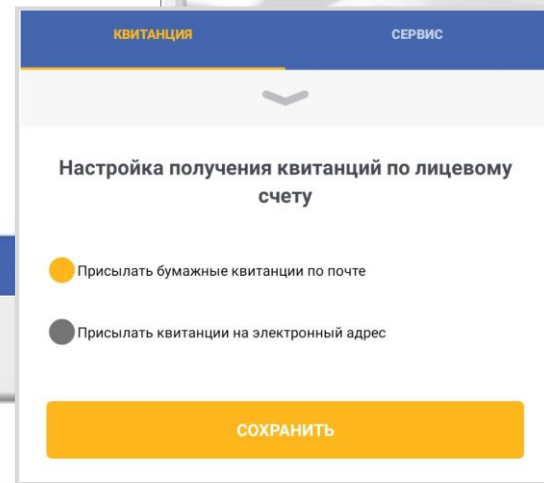 КВИТАНЦИЯ СЕРВИС
Настройка получения квитанций по лицевому
счету
Присылать бумажные квитанции по почте
Присылать квитанции на электронный адрес
СОХРАНИТЬ